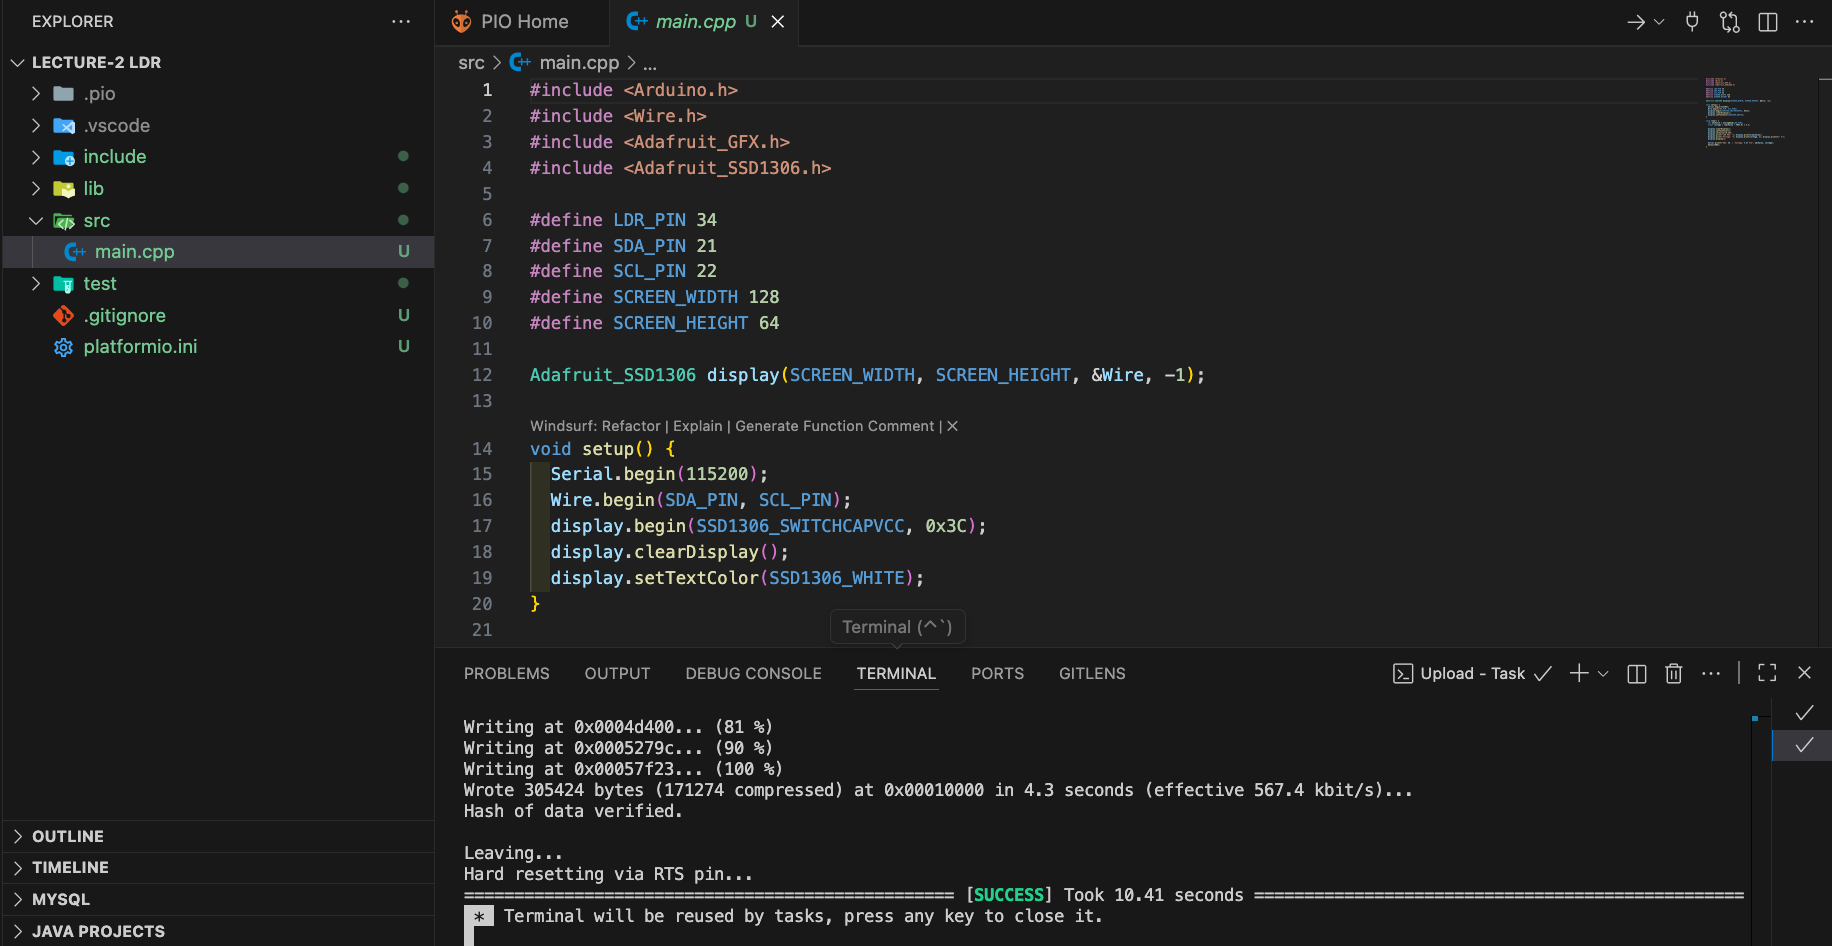 EXPLORER
LECTURE-2 LDR
.pio
.vscode
include
lib
src
main.cpp U
test
.gitignore U
platformio.ini U
OUTLINE
TIMELINE
MYSQL
JAVA PROJECTS
PIO Home
main.cpp U
src > main.cpp > ...
1 #include <Arduino.h>
2 #include <Wire.h>
3 #include <Adafruit_GFX.h>
4 #include <Adafruit_SSD1306.h>
5
6 #define LDR_PIN 34
7 #define SDA_PIN 21
8 #define SCL_PIN 22
9 #define SCREEN_WIDTH 128
10 #define SCREEN_HEIGHT 64
11
12 Adafruit_SSD1306 display(SCREEN_WIDTH, SCREEN_HEIGHT, &Wire, -1);
13
Windsurf: Refactor | Explain | Generate Function Comment | ×
14 void setup() {
15 Serial.begin(115200);
16 Wire.begin(SDA_PIN, SCL_PIN);
17 display.begin(SSD1306_SWITCHCAPVCC, 0x3C);
18 display.clearDisplay();
19 display.setTextColor(SSD1306_WHITE);
20 }
21
Terminal (^`)
PROBLEMS OUTPUT DEBUG CONSOLE TERMINAL PORTS GITLENS
Upload - Task
Writing at 0x0004d400... (81 %)
Writing at 0x0005279c... (90 %)
Writing at 0x00057f23... (100 %)
Wrote 305424 bytes (171274 compressed) at 0x00010000 in 4.3 seconds (effective 567.4 kbit/s)...
Hash of data verified.
Leaving...
Hard resetting via RTS pin...
================================================= [SUCCESS] Took 10.41 seconds =================================================
* Terminal will be reused by tasks, press any key to close it.